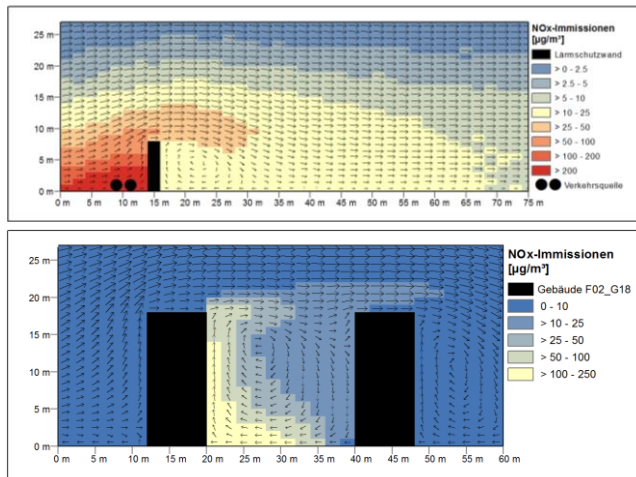 NOx-Immissionen
[µg/m³]
Lärmschutzwand
> 0 - 2.5
> 2.5 - 5
> 5 - 10
> 10 - 25
> 25 - 50
> 50 - 100
> 100 - 200
> 200
Verkehrsquelle
25 m
20 m
15 m
10 m
5 m
0 m
0 m 5 m 10 m 15 m 20 m 25 m 30 m 35 m 40 m 45 m 50 m 55 m 60 m 65 m 70 m 75 m
NOx-Immissionen
[µg/m³]
Gebäude F02_G18
0 - 10
> 10 - 25
> 25 - 50
> 50 - 100
> 100 - 250
25 m
20 m
15 m
10 m
5 m
0 m
0 m 5 m 10 m 15 m 20 m 25 m 30 m 35 m 40 m 45 m 50 m 55 m 60 m